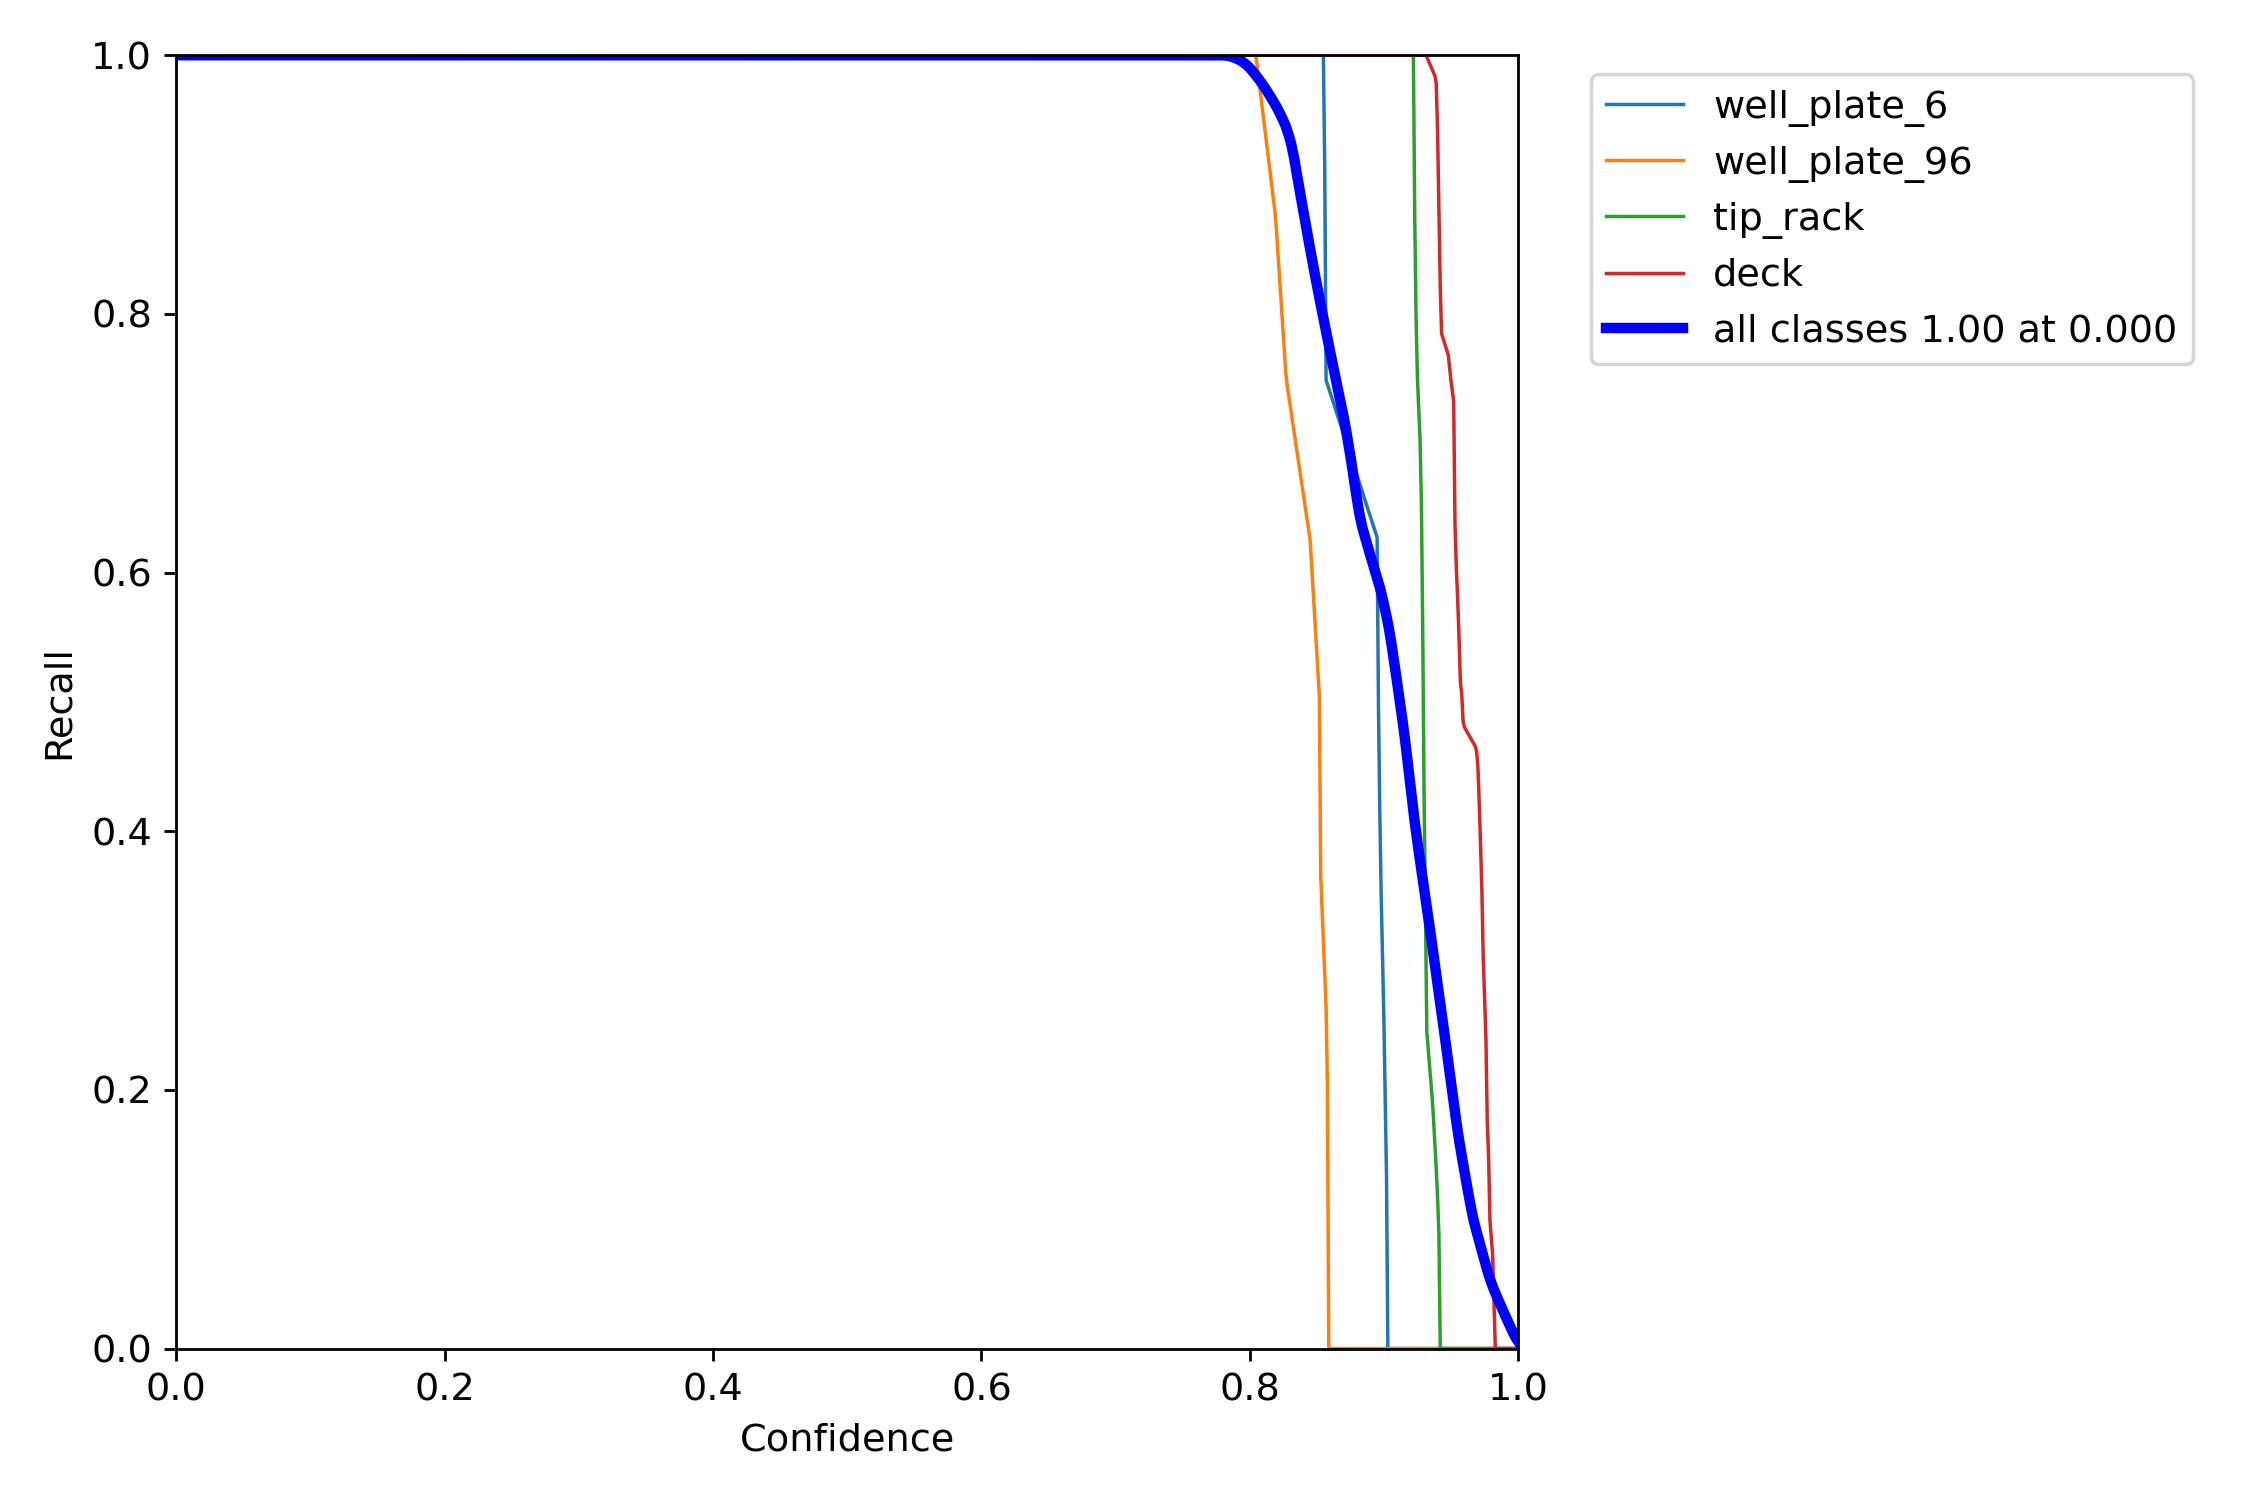 1.0
0.8
0.6
0.4
0.2
0.0
Recall
0.0 0.2 0.4 0.6 0.8 1.0
Confidence
well_plate_6
well_plate_96
tip_rack
deck
all classes 1.00 at 0.000